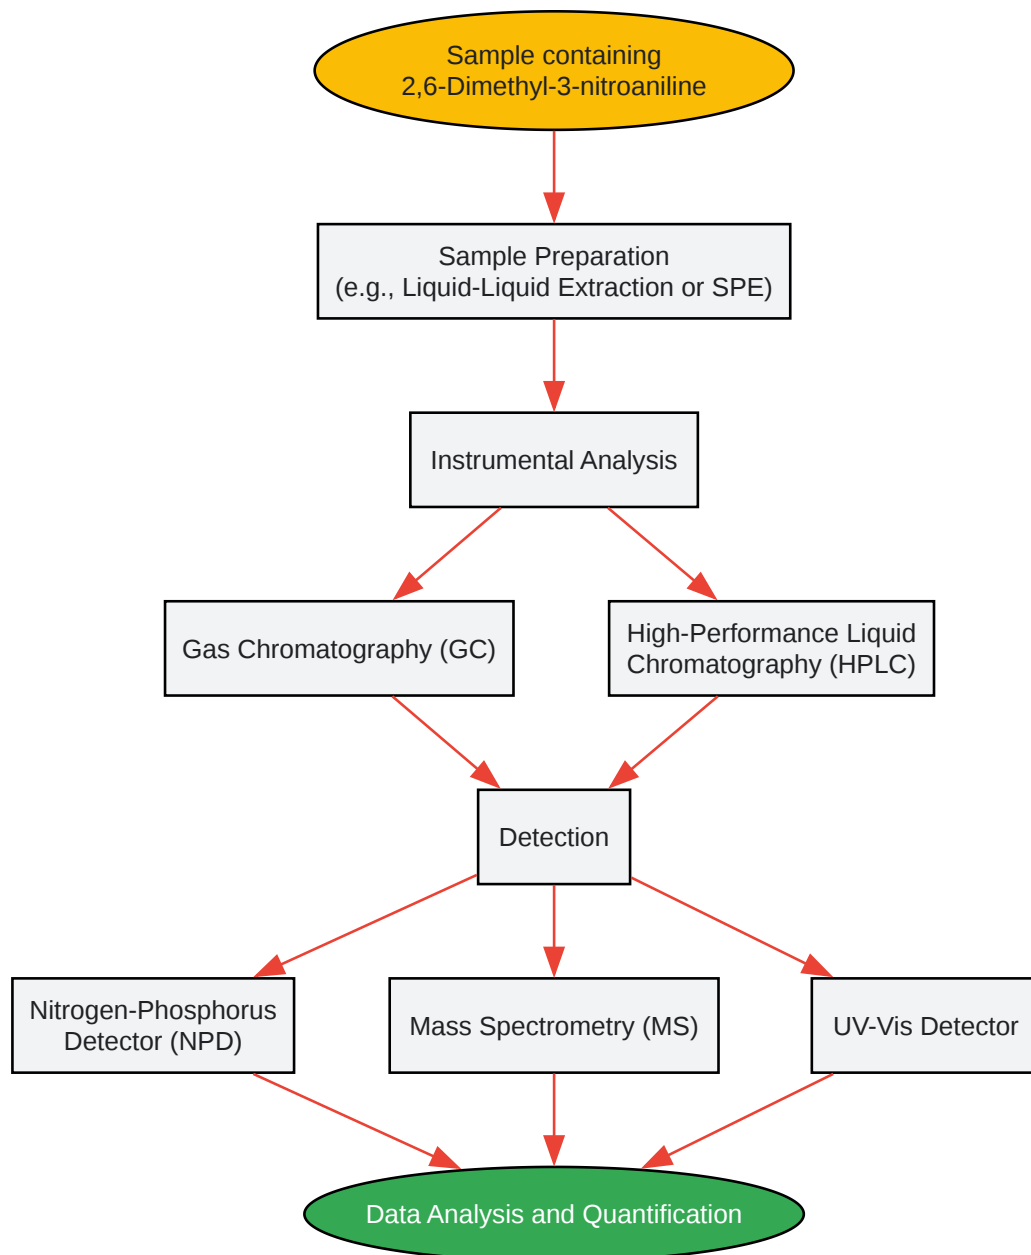 Sample containing
2,6-Dimethyl-3-nitroaniline
Sample Preparation
(e.g., Liquid-Liquid Extraction or SPE)
Instrumental Analysis
Gas Chromatography (GC)
High-Performance Liquid
Chromatography (HPLC)
Detection
Nitrogen-Phosphorus
Detector (NPD)
Mass Spectrometry (MS)
UV-Vis Detector
Data Analysis and Quantification